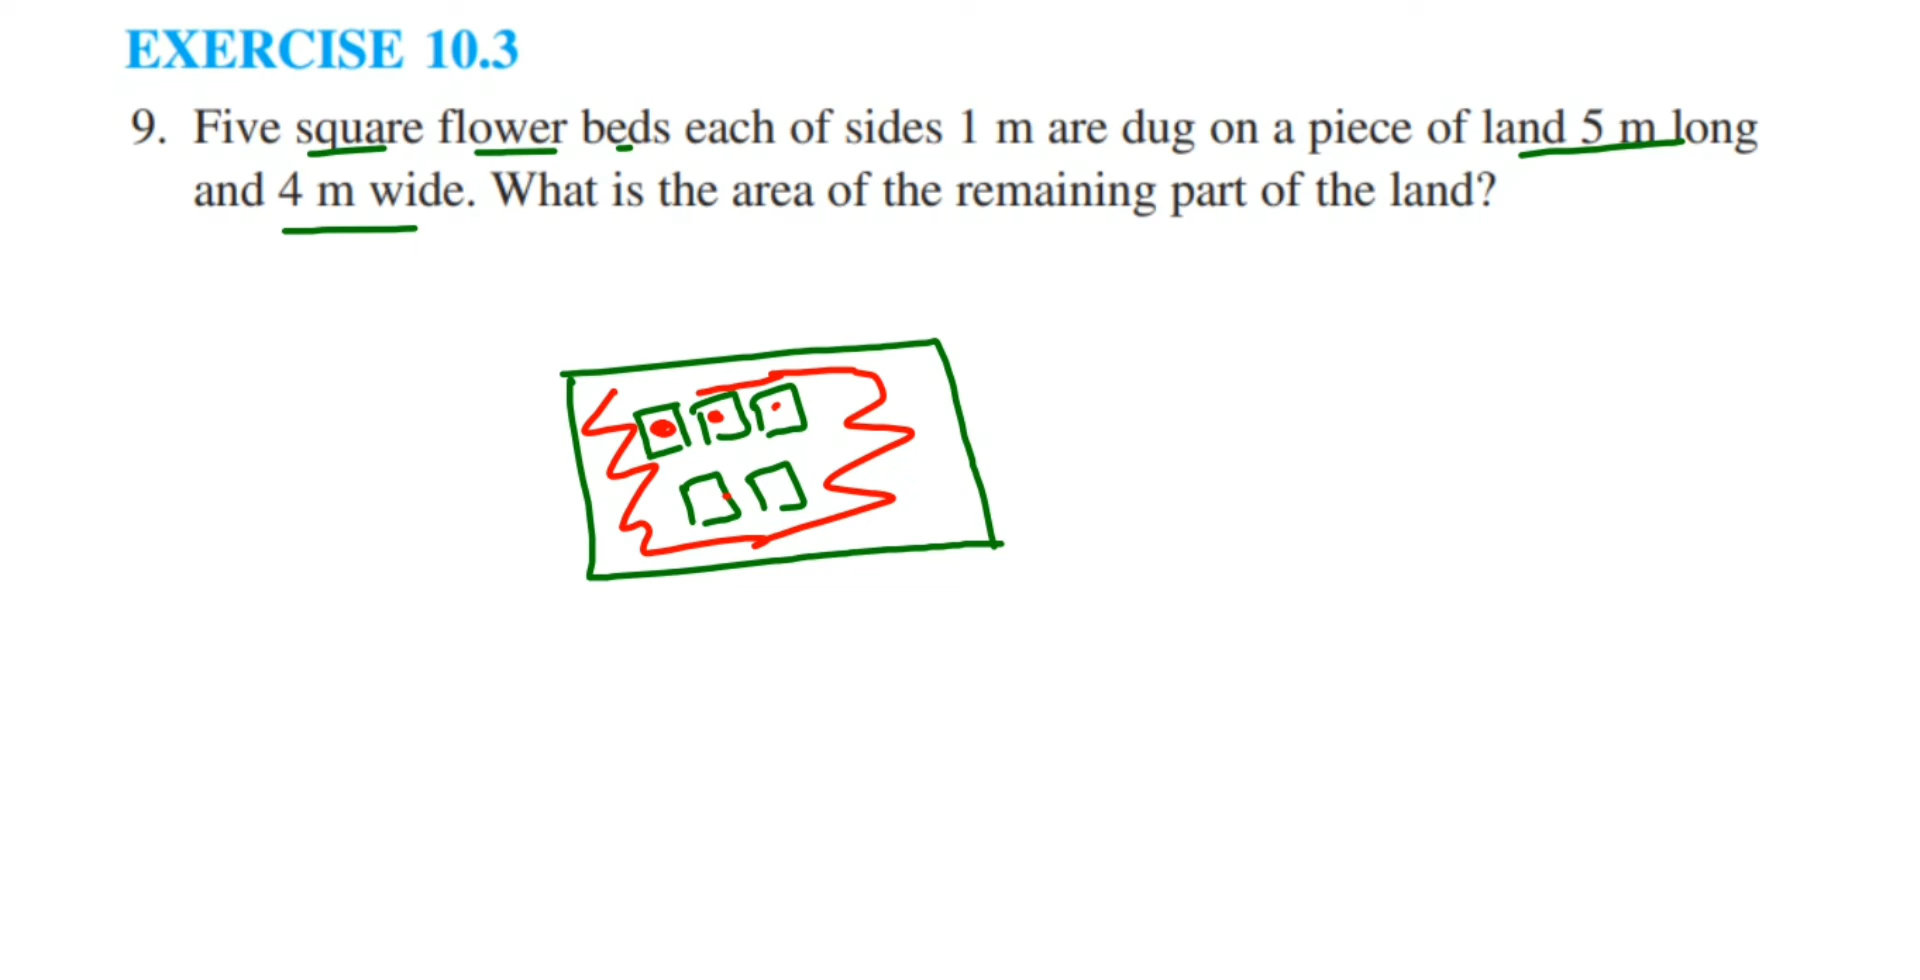 EXERCISE 10.3
9. Five square flower beds each of sides 1 m are dug on a piece of land 5 m long
and 4 m wide. What is the area of the remaining part of the land?